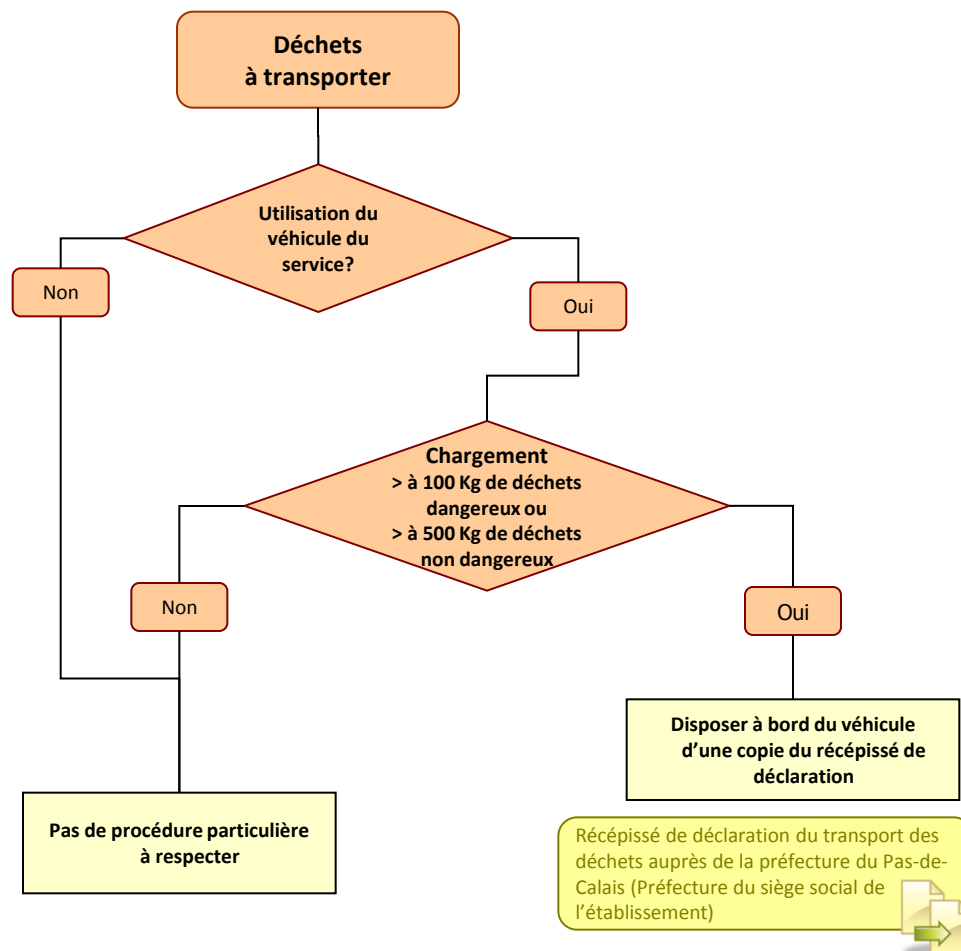 Déchets
à transporter
Utilisation du
véhicule du
service?
Non
Oui
Chargement
> à 100 Kg de déchets
dangereux ou
> à 500 Kg de déchets
non dangereux
Non
Oui
Disposer à bord du véhicule
d’une copie du récépissé de
déclaration
Pas de procédure particulière
à respecter
Récépissé de déclaration du transport des
déchets auprès de la préfecture du Pas-de-
Calais (Préfecture du siège social de
l’établissement)